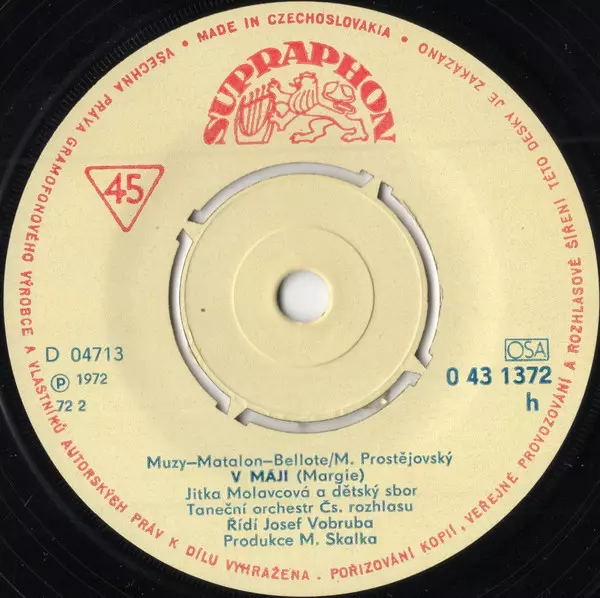 VŠECHNA PRÁVA GRAMOFONOVÉHO VÝROBCE A VLASTNÍKŮ AUTORSKÝCH PRÁV K DÍLU VYHRAŽENA . POŘIZOVÁNÍ KOPIÍ, VEŘEJNÉ PROVOZOVÁNÍ A ROZHLASOVÉ ŠÍŘENÍ TÉTO DESKY JE ZAKÁZÁNO
• MADE IN CZECHOSLOVAKIA •
SUPRAPHON
45
D 04713
Ⓟ 1972
72 2
OSA
0 43 1372
h
Muzy–Matalon–Bellote/M. Prostějovský
V MÁJI (Margie)
Jitka Molavcová a dětský sbor
Taneční orchestr Čs. rozhlasu
Řídí Josef Vobruba
Produkce M. Skalka